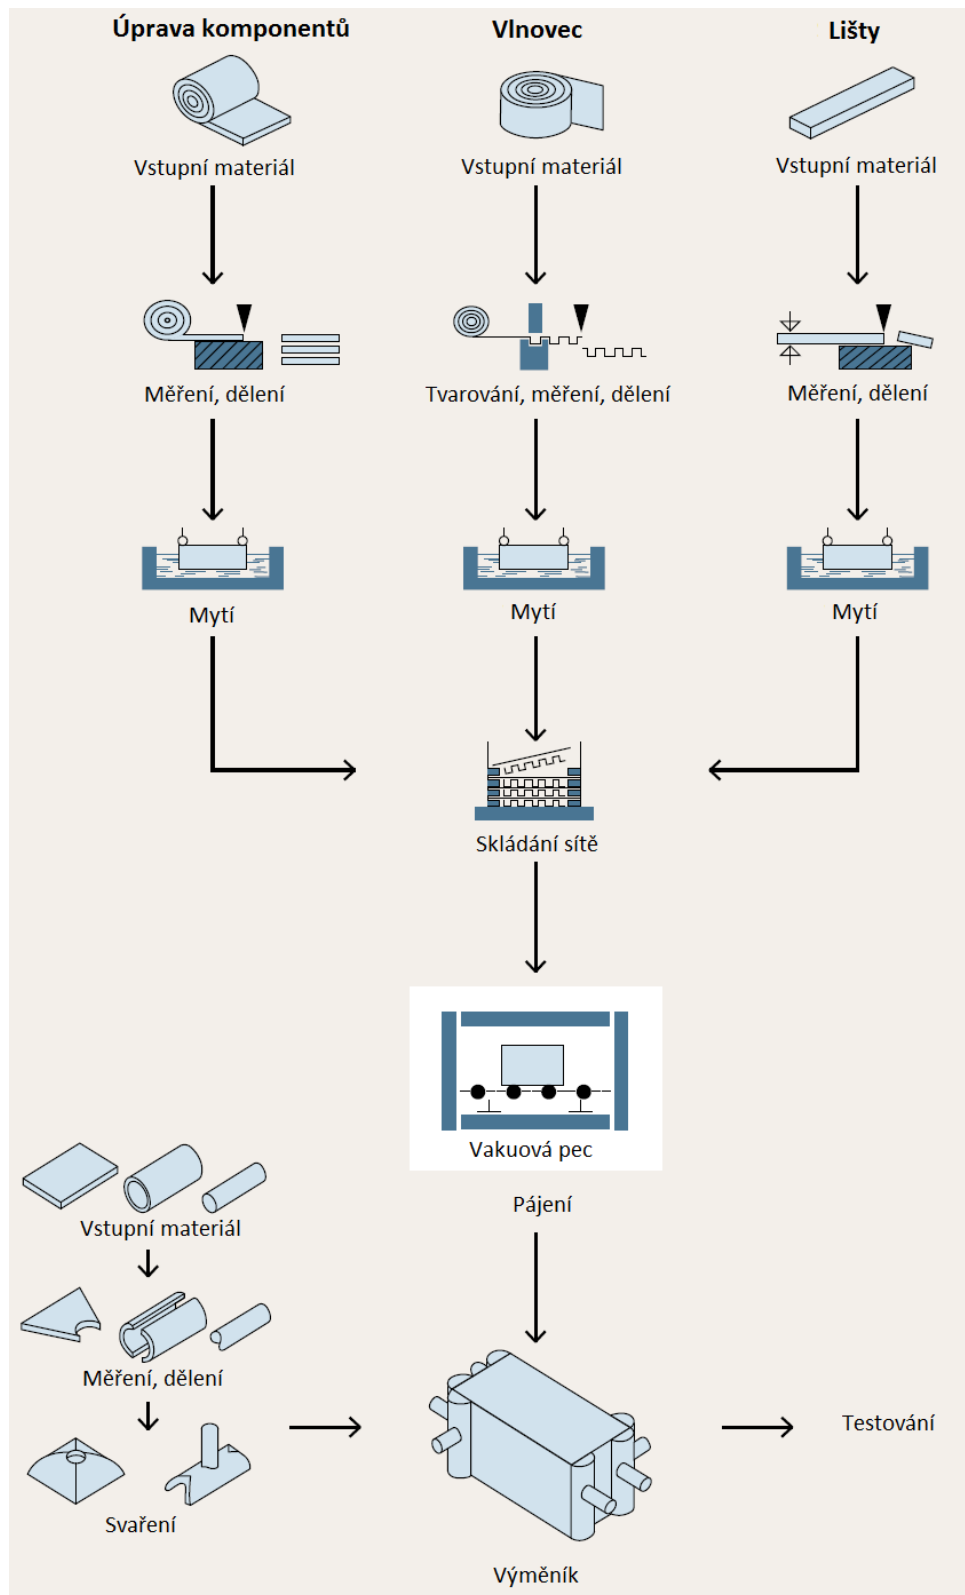 Úprava komponentů
Vlnovec
Lišty
Vstupní materiál
Vstupní materiál
Vstupní materiál
Měření, dělení
Tvarování, měření, dělení
Měření, dělení
Mytí
Mytí
Mytí
Skládání sítě
Vakuová pec
Pájení
Vstupní materiál
Měření, dělení
Svaření
Výměník
Testování